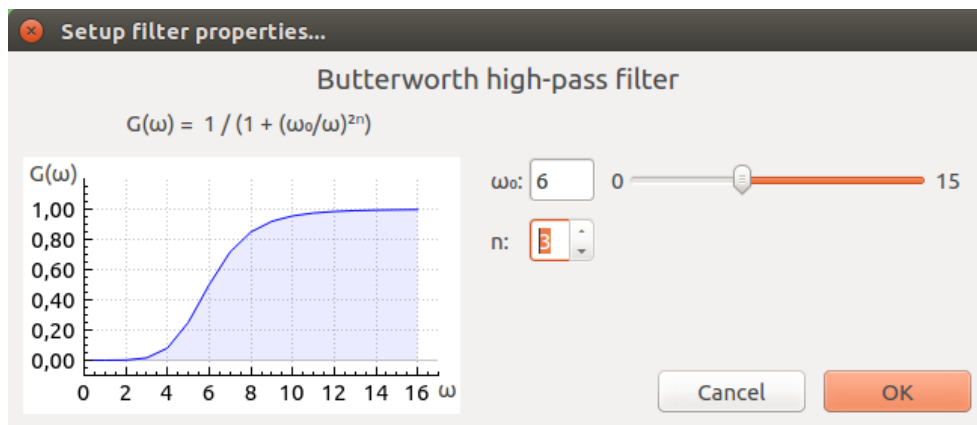 Setup filter properties...
Butterworth high-pass filter
G(ω) = 1 / (1 + (ω₀/ω)²ⁿ)
G(ω)
1,00
0,80
0,60
0,40
0,20
0,00
0 2 4 6 8 10 12 14 16 ω
ω₀: 6 0 15
n: 3
Cancel OK